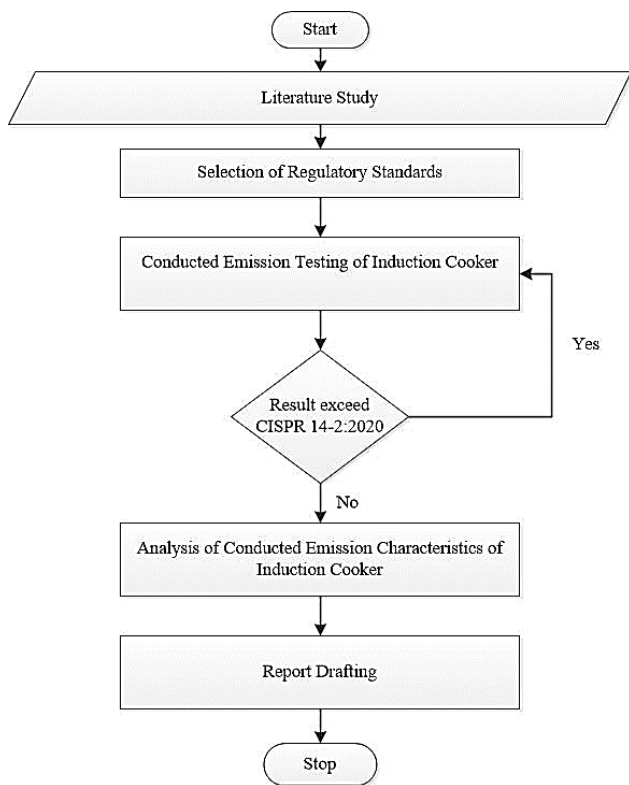 Start
Literature Study
Selection of Regulatory Standards
Conducted Emission Testing of Induction Cooker
Yes
Result exceed
CISPR 14-2:2020
No
Analysis of Conducted Emission Characteristics of
Induction Cooker
Report Drafting
Stop